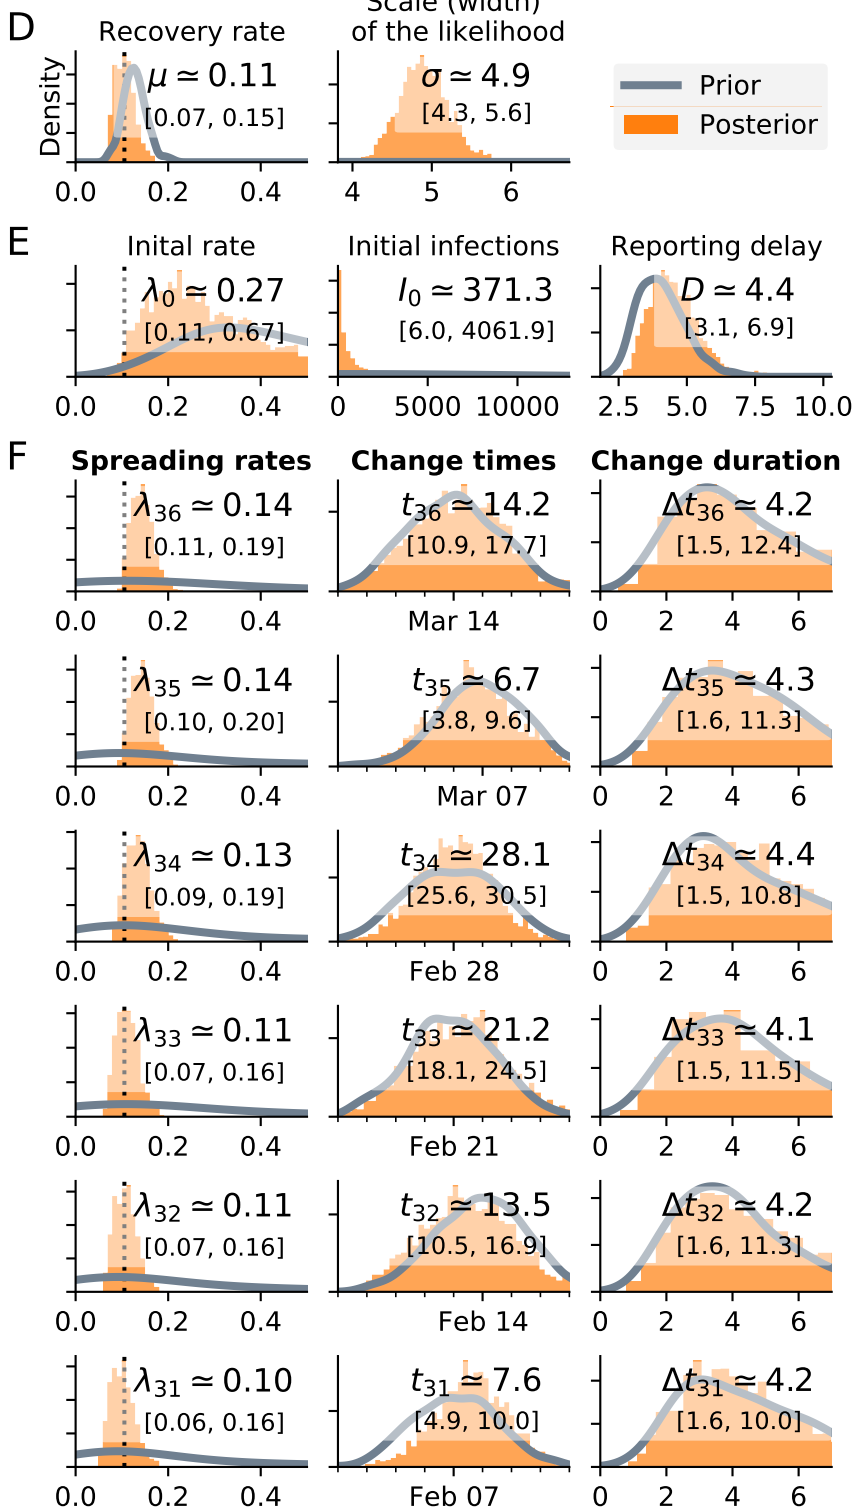 D
Recovery rate
Scale (width)
of the likelihood
Density
μ ≃ 0.11
[0.07, 0.15]
σ ≃ 4.9
[4.3, 5.6]
Prior
Posterior
0.0 0.2 0.4
4 5 6
E
Inital rate
Initial infections
Reporting delay
λ0 ≃ 0.27
[0.11, 0.67]
I0 ≃ 371.3
[6.0, 4061.9]
D ≃ 4.4
[3.1, 6.9]
0.0 0.2 0.4
0 5000 10000
2.5 5.0 7.5 10.0
F
Spreading rates
Change times
Change duration
λ36 ≃ 0.14
[0.11, 0.19]
t36 ≃ 14.2
[10.9, 17.7]
Δt36 ≃ 4.2
[1.5, 12.4]
0.0 0.2 0.4
Mar 14
0 2 4 6
λ35 ≃ 0.14
[0.10, 0.20]
t35 ≃ 6.7
[3.8, 9.6]
Δt35 ≃ 4.3
[1.6, 11.3]
0.0 0.2 0.4
Mar 07
0 2 4 6
λ34 ≃ 0.13
[0.09, 0.19]
t34 ≃ 28.1
[25.6, 30.5]
Δt34 ≃ 4.4
[1.5, 10.8]
0.0 0.2 0.4
Feb 28
0 2 4 6
λ33 ≃ 0.11
[0.07, 0.16]
t33 ≃ 21.2
[18.1, 24.5]
Δt33 ≃ 4.1
[1.5, 11.5]
0.0 0.2 0.4
Feb 21
0 2 4 6
λ32 ≃ 0.11
[0.07, 0.16]
t32 ≃ 13.5
[10.5, 16.9]
Δt32 ≃ 4.2
[1.6, 11.3]
0.0 0.2 0.4
Feb 14
0 2 4 6
λ31 ≃ 0.10
[0.06, 0.16]
t31 ≃ 7.6
[4.9, 10.0]
Δt31 ≃ 4.2
[1.6, 10.0]
0.0 0.2 0.4
Feb 07
0 2 4 6